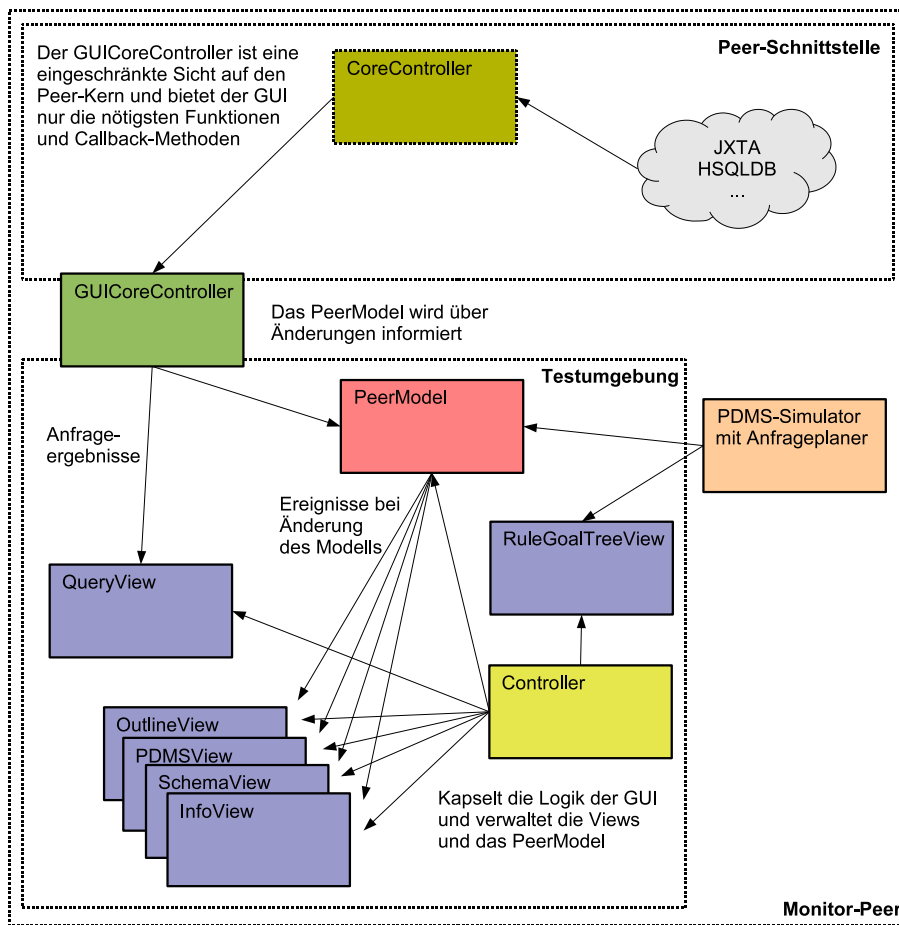 Der GUICoreController ist eine
eingeschränkte Sicht auf den
Peer-Kern und bietet der GUI
nur die nötigsten Funktionen
und Callback-Methoden
CoreController
Peer-Schnittstelle
JXTA
HSQLDB
...
GUICoreController
Das PeerModel wird über
Änderungen informiert
Testumgebung
PeerModel
PDMS-Simulator
mit Anfrageplaner
Anfrage-
ergebnisse
Ereignisse bei
Änderung
des Modells
RuleGoalTreeView
QueryView
Controller
OutlineView
PDMSView
SchemaView
InfoView
Kapselt die Logik der GUI
und verwaltet die Views
und das PeerModel
Monitor-Peer